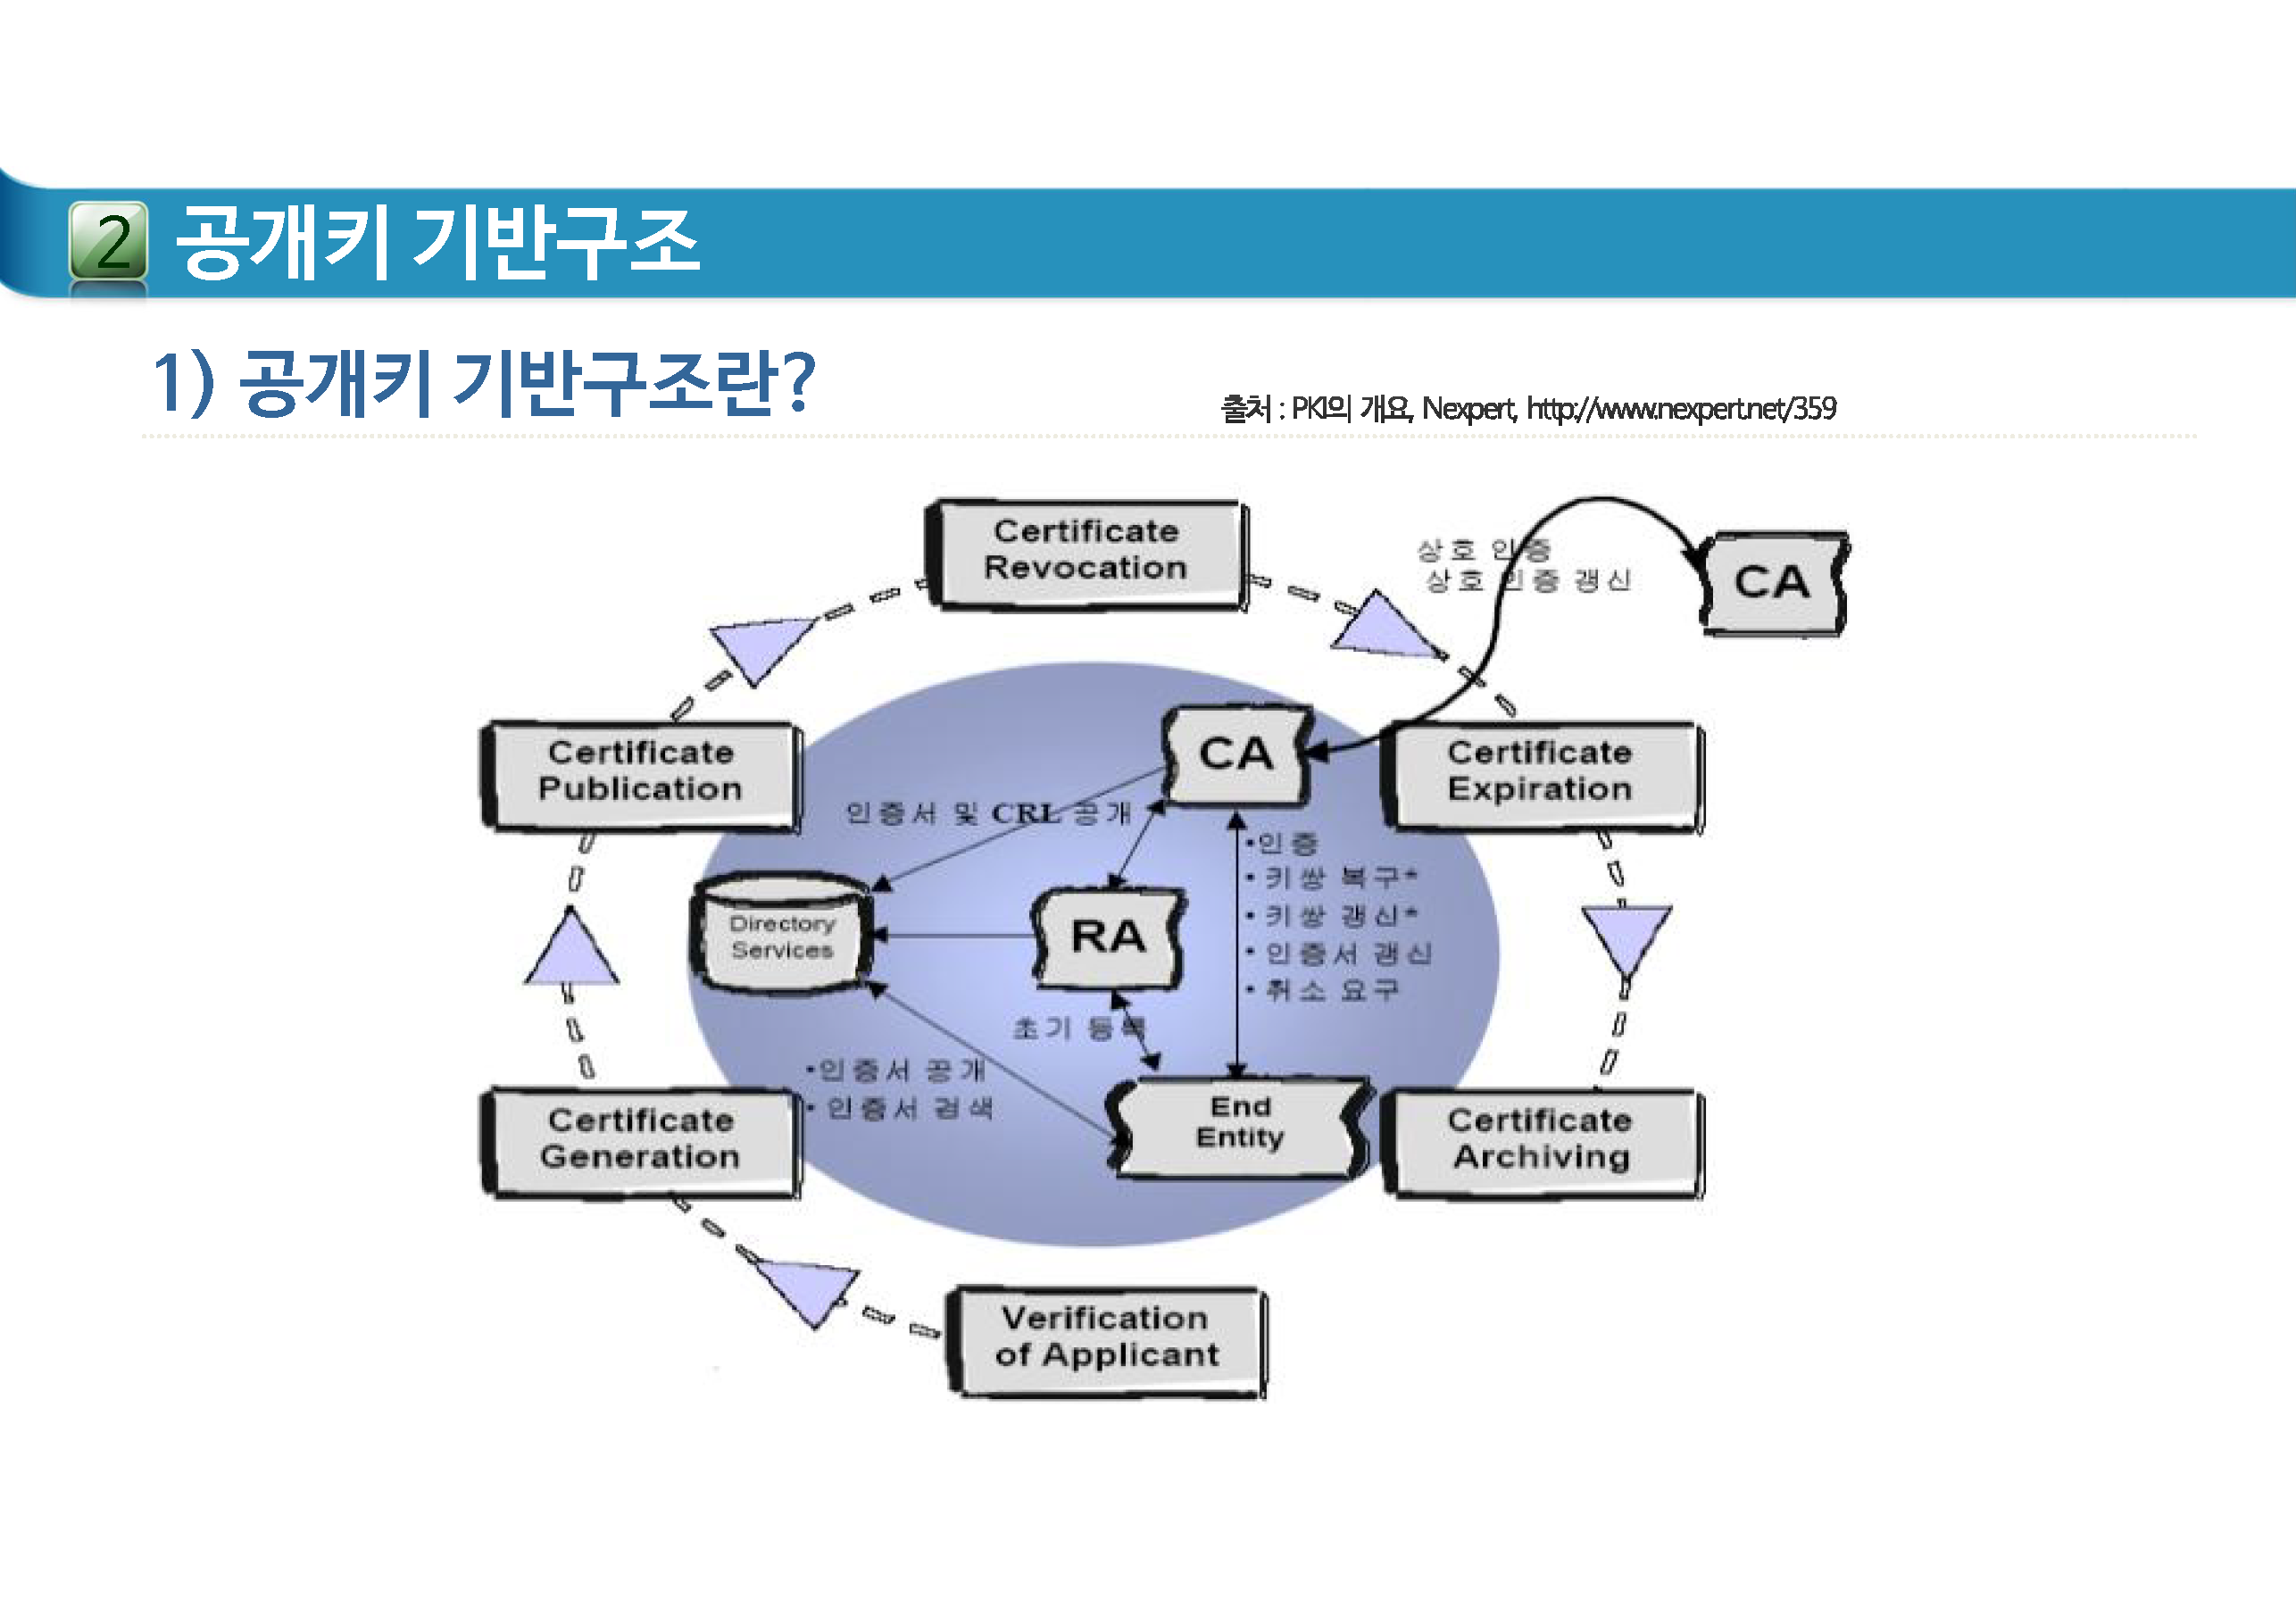 2 공개키 기반구조
1) 공개키 기반구조란?
출처 : PKI의 개요, Nexpert, http://www.nexpert.net/359
Certificate
Revocation
상호 인증
상호 인증 갱신
CA
Certificate
Publication
CA
Certificate
Expiration
인증서 및 CRL 공개
•인증
• 키쌍 복구*
• 키쌍 갱신*
• 인증서 갱신
• 취소 요구
Directory
Services
RA
초기 등록
•인증서 공개
• 인증서 검색
End
Entity
Certificate
Generation
Certificate
Archiving
Verification
of Applicant